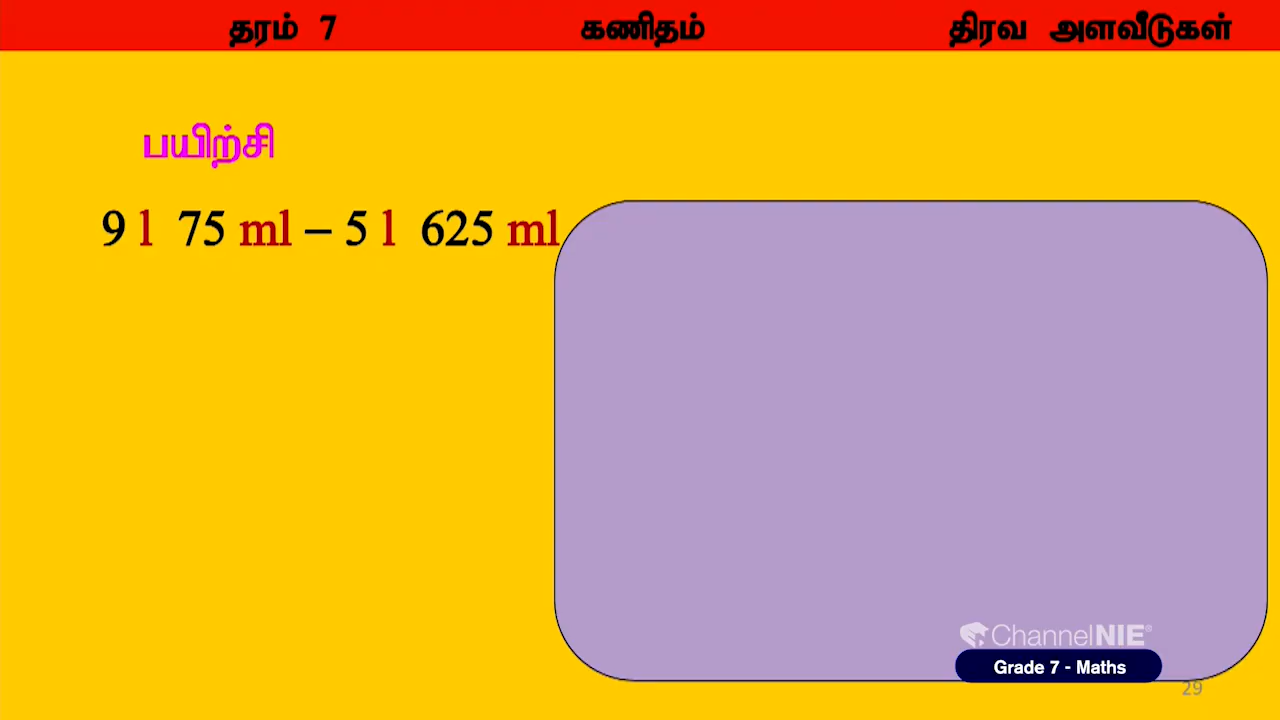 தரம் 7 கணிதம் திரவ அளவீடுகள்
பயிற்சி
9 l 75 ml – 5 l 625 ml
ChannelNIE®
Grade 7 - Maths
29